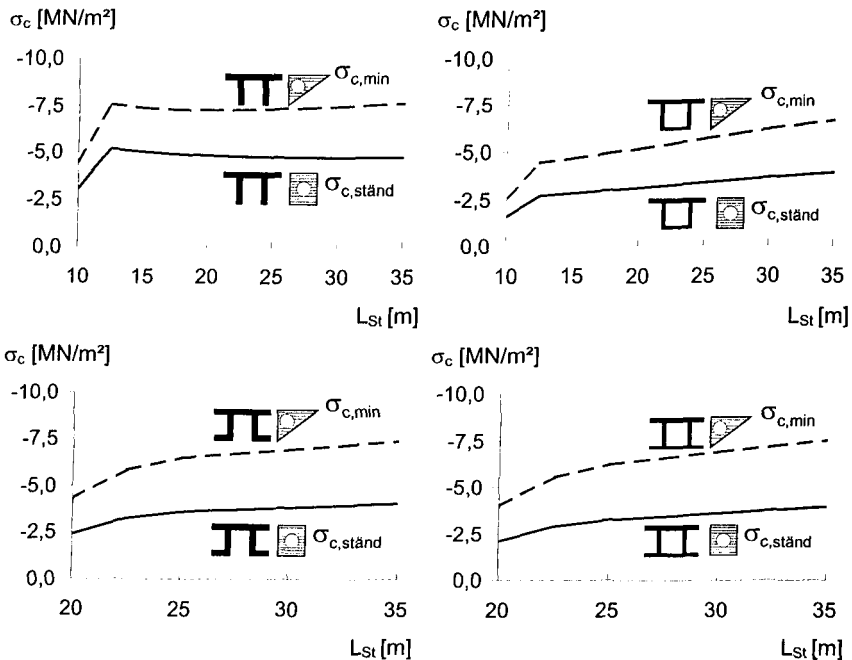 σc [MN/m²]
-10,0
-7,5
-5,0
-2,5
0,0
σc,min
σc,ständ
10 15 20 25 30 35
LSt [m]
σc [MN/m²]
-10,0
-7,5
-5,0
-2,5
0,0
σc,min
σc,ständ
10 15 20 25 30 35
LSt [m]
σc [MN/m²]
-10,0
-7,5
-5,0
-2,5
0,0
σc,min
σc,ständ
20 25 30 35
LSt [m]
σc [MN/m²]
-10,0
-7,5
-5,0
-2,5
0,0
σc,min
σc,ständ
20 25 30 35
LSt [m]